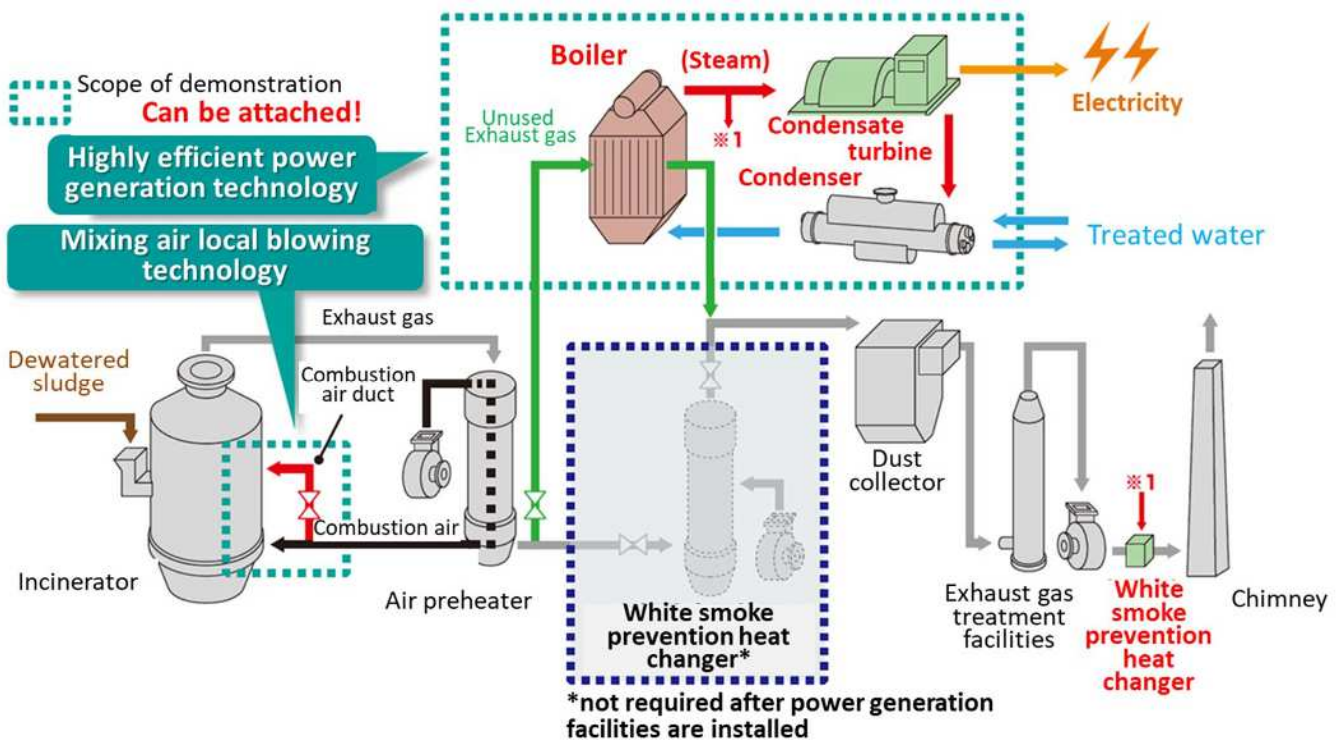 Scope of demonstration
Can be attached!
Highly efficient power
generation technology
Mixing air local blowing
technology
Boiler
(Steam)
※1
Unused
Exhaust gas
Condensate
turbine
Condenser
Electricity
Treated water
Exhaust gas
Dewatered
sludge
Combustion
air duct
Combustion air
Incinerator
Air preheater
White smoke
prevention heat
changer*
*not required after power generation
facilities are installed
Dust
collector
Exhaust gas
treatment
facilities
※1
White
smoke
prevention
heat
changer
Chimney